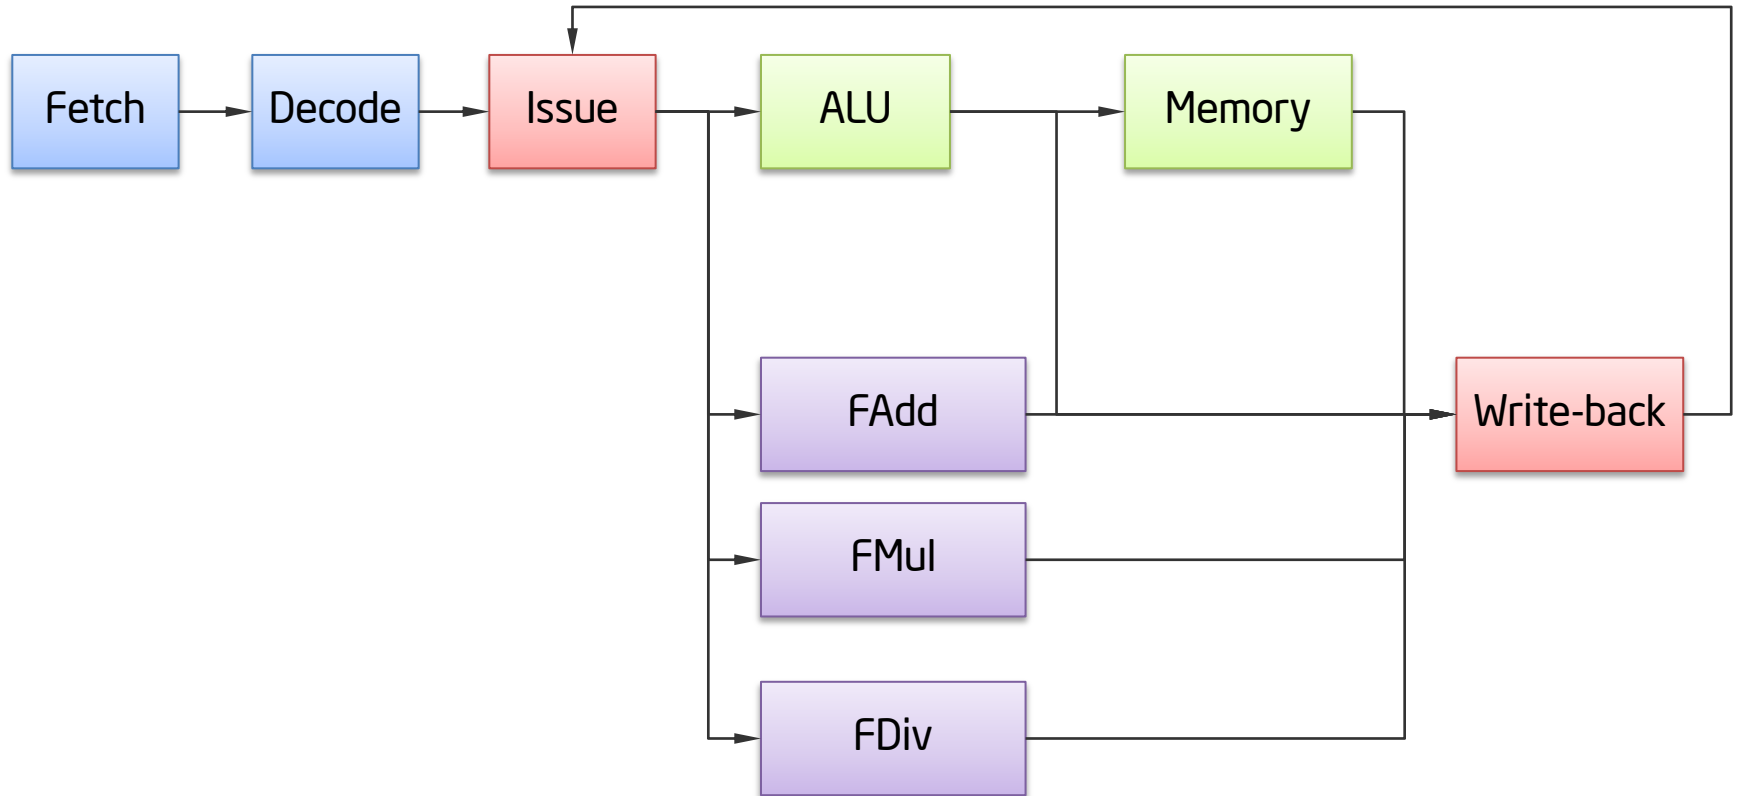 Fetch
Decode
Issue
ALU
Memory
FAdd
Write-back
FMul
FDiv